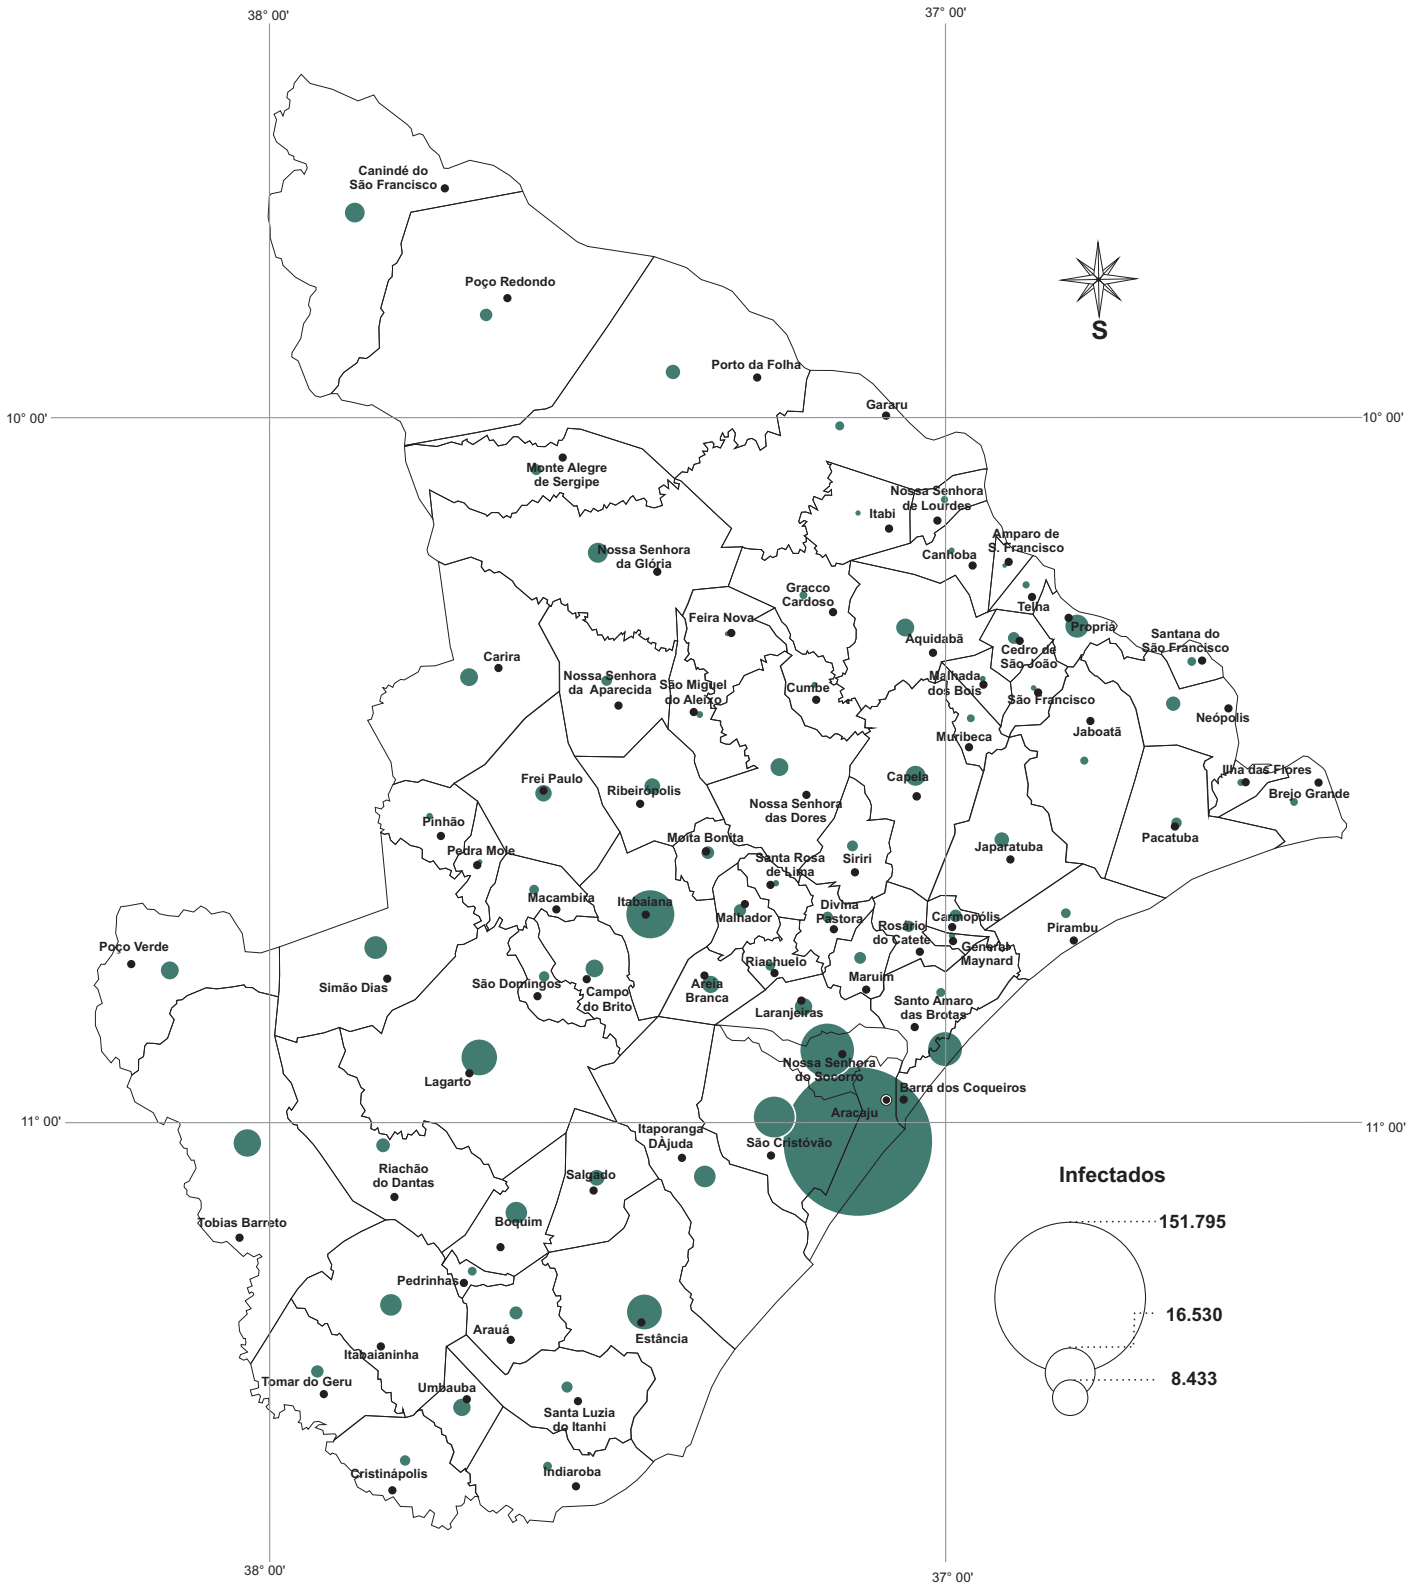 38° 00'
37° 00'
Canindé do
São Francisco
Poço Redondo
S
Porto da Folha
Gararu
10° 00'
10° 00'
Monte Alegre
de Sergipe
Nossa Senhora
de Lourdes
Itabi
Nossa Senhora
da Glória
Canhoba
Amparo de
S. Francisco
Gracco
Cardoso
Telha
Feira Nova
Propriá
Aquidabã
Cedro de
São João
Santana do
São Francisco
Carira
Nossa Senhora
da Aparecida
São Miguel
do Aleixo
Cumbe
Malhada
dos Bois
São Francisco
Neópolis
Muribeca
Jaboatã
Frei Paulo
Ribeirópolis
Capela
Ilha das Flores
Brejo Grande
Nossa Senhora
das Dores
Pinhão
Moita Bonita
Pacatuba
Pedra Mole
Santa Rosa
de Lima
Siriri
Japaratuba
Macambira
Itabaiana
Malhador
Divina
Pastora
Rosário
do Catete
Carmopólis
Pirambu
General
Maynard
Poço Verde
Simão Dias
São Domingos
Campo
do Brito
Areia
Branca
Riachuelo
Maruim
Laranjeiras
Santo Amaro
das Brotas
Lagarto
Nossa Senhora
do Socorro
Barra dos Coqueiros
Aracaju
11° 00'
11° 00'
Itaporanga
DÀjuda
São Cristóvão
Riachão
do Dantas
Salgado
Infectados
Tobias Barreto
Boquim
151.795
Pedrinhas
Arauá
Estância
16.530
Itabaianinha
Tomar do Geru
Umbauba
8.433
Santa Luzia
do Itanhi
Cristinápolis
Indiaroba
38° 00'
37° 00'